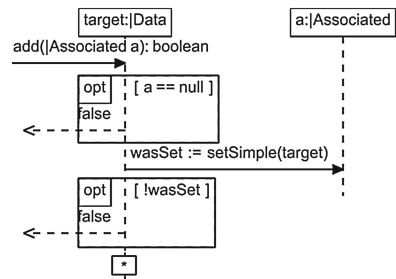 target:|Data
a:|Associated
add(|Associated a): boolean
opt [ a == null ]
false
wasSet := setSimple(target)
opt [ !wasSet ]
false
*